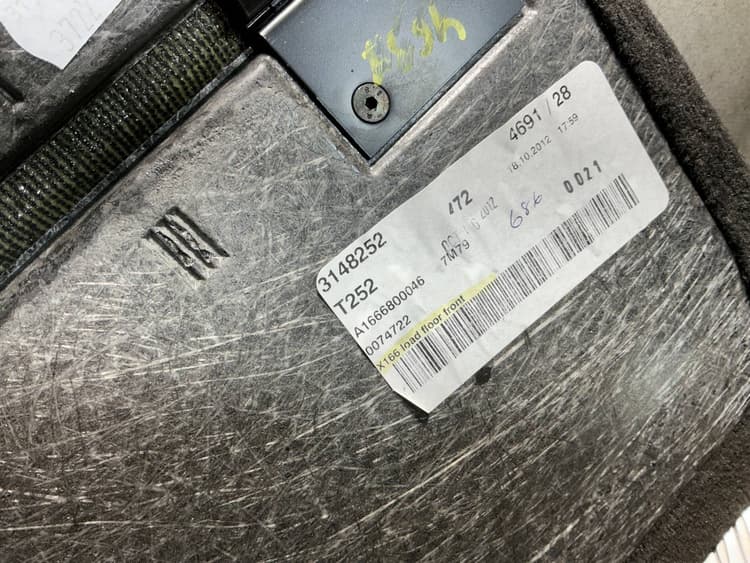 3148252
T252
A1666800046
0074722
X166 load floor front
472
7M79
4691 / 28
18.10.2012 17:59
686
0021